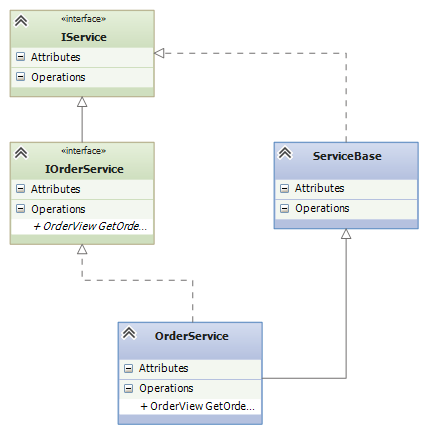 «interface»
IService
Attributes
Operations
«interface»
IOrderService
Attributes
Operations
+ OrderView GetOrde...
ServiceBase
Attributes
Operations
OrderService
Attributes
Operations
+ OrderView GetOrde...